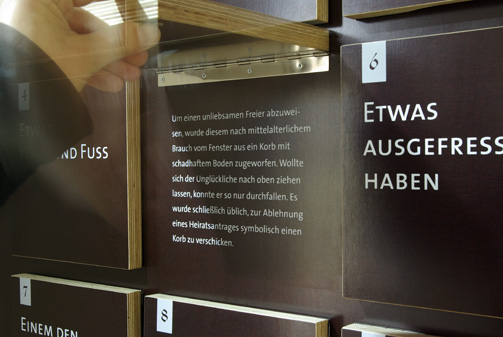 4
UND FUSS
Um einen unliebsamen Freier abzuwei-
sen, wurde diesem nach mittelalterlichem
Brauch vom Fenster aus ein Korb mit
schadhaftem Boden zugeworfen. Wollte
sich der Unglückliche nach oben ziehen
lassen, konnte er so nur durchfallen. Es
wurde schließlich üblich, zur Ablehnung
eines Heiratsantrages symbolisch einen
Korb zu verschicken.
6
ETWAS
AUSGEFRESS
HABEN
7
EINEM DEN
8